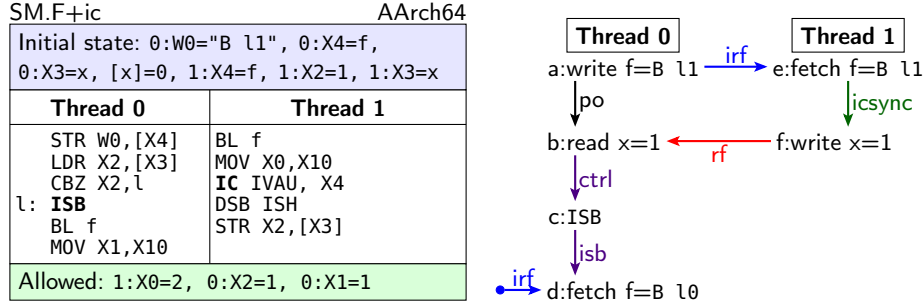 SM.F+ic AArch64
Initial state: 0:W0="B l1", 0:X4=f,
0:X3=x, [x]=0, 1:X4=f, 1:X2=1, 1:X3=x
Thread 0 Thread 1
STR W0,[X4] BL f
LDR X2,[X3] MOV X0,X10
CBZ X2,l IC IVAU, X4
l: ISB DSB ISH
BL f STR X2,[X3]
MOV X1,X10
Allowed: 1:X0=2, 0:X2=1, 0:X1=1
Thread 0 Thread 1
a:write f=B l1 irf e:fetch f=B l1
po icsync
b:read x=1 rf f:write x=1
ctrl
c:ISB
isb
irf d:fetch f=B l0